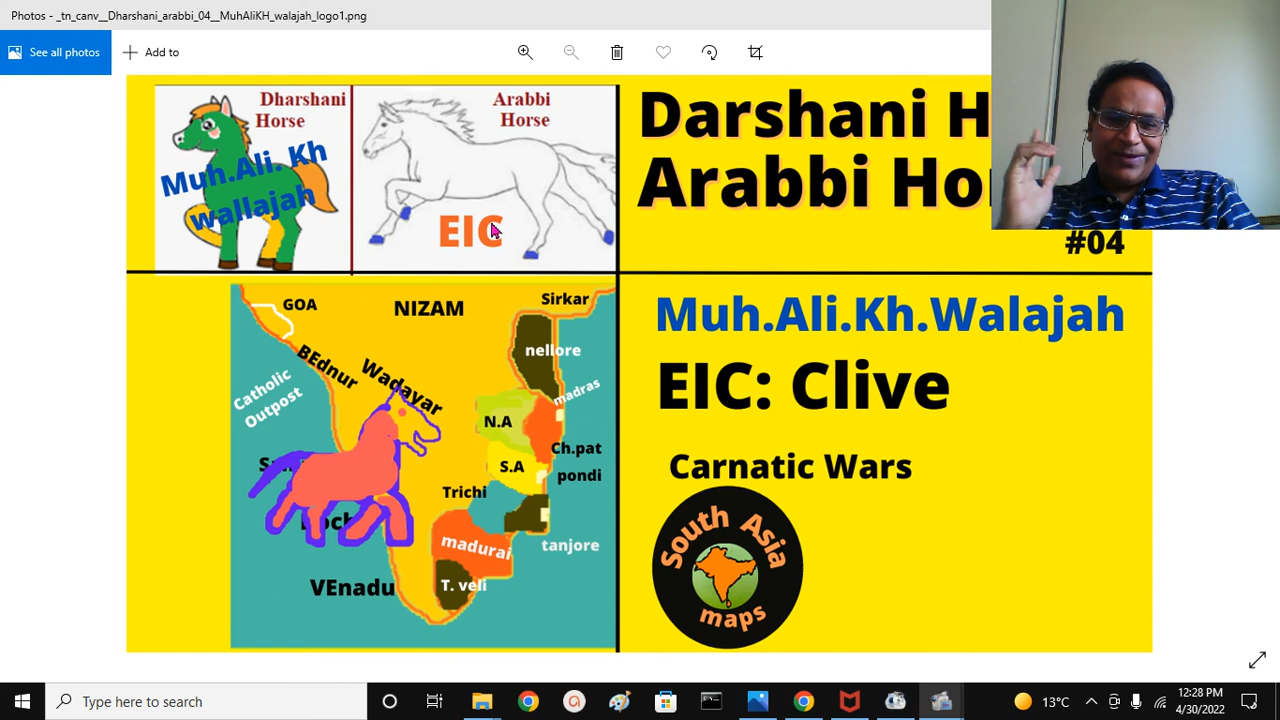 Photos - _tn_canv__Dharshani_arabbi_04__MuhAliKH_walajah_logo1.png
See all photos
Add to
Dharshani
Horse
Muh.Ali. Kh
wallajah
Arabbi
Horse
EIC
Darshani H
Arabbi Ho
#04
GOA
NIZAM
Sirkar
BEdnur
Wadayar
nellore
Catholic
Outpost
madras
N.A
Ch.pat
S.A
pondi
Trichi
tanjore
madurai
VEnadu
T. veli
Muh.Ali.Kh.Walajah
EIC: Clive
Carnatic Wars
South Asia
maps
Type here to search
13°C
12:28 PM
4/30/2022